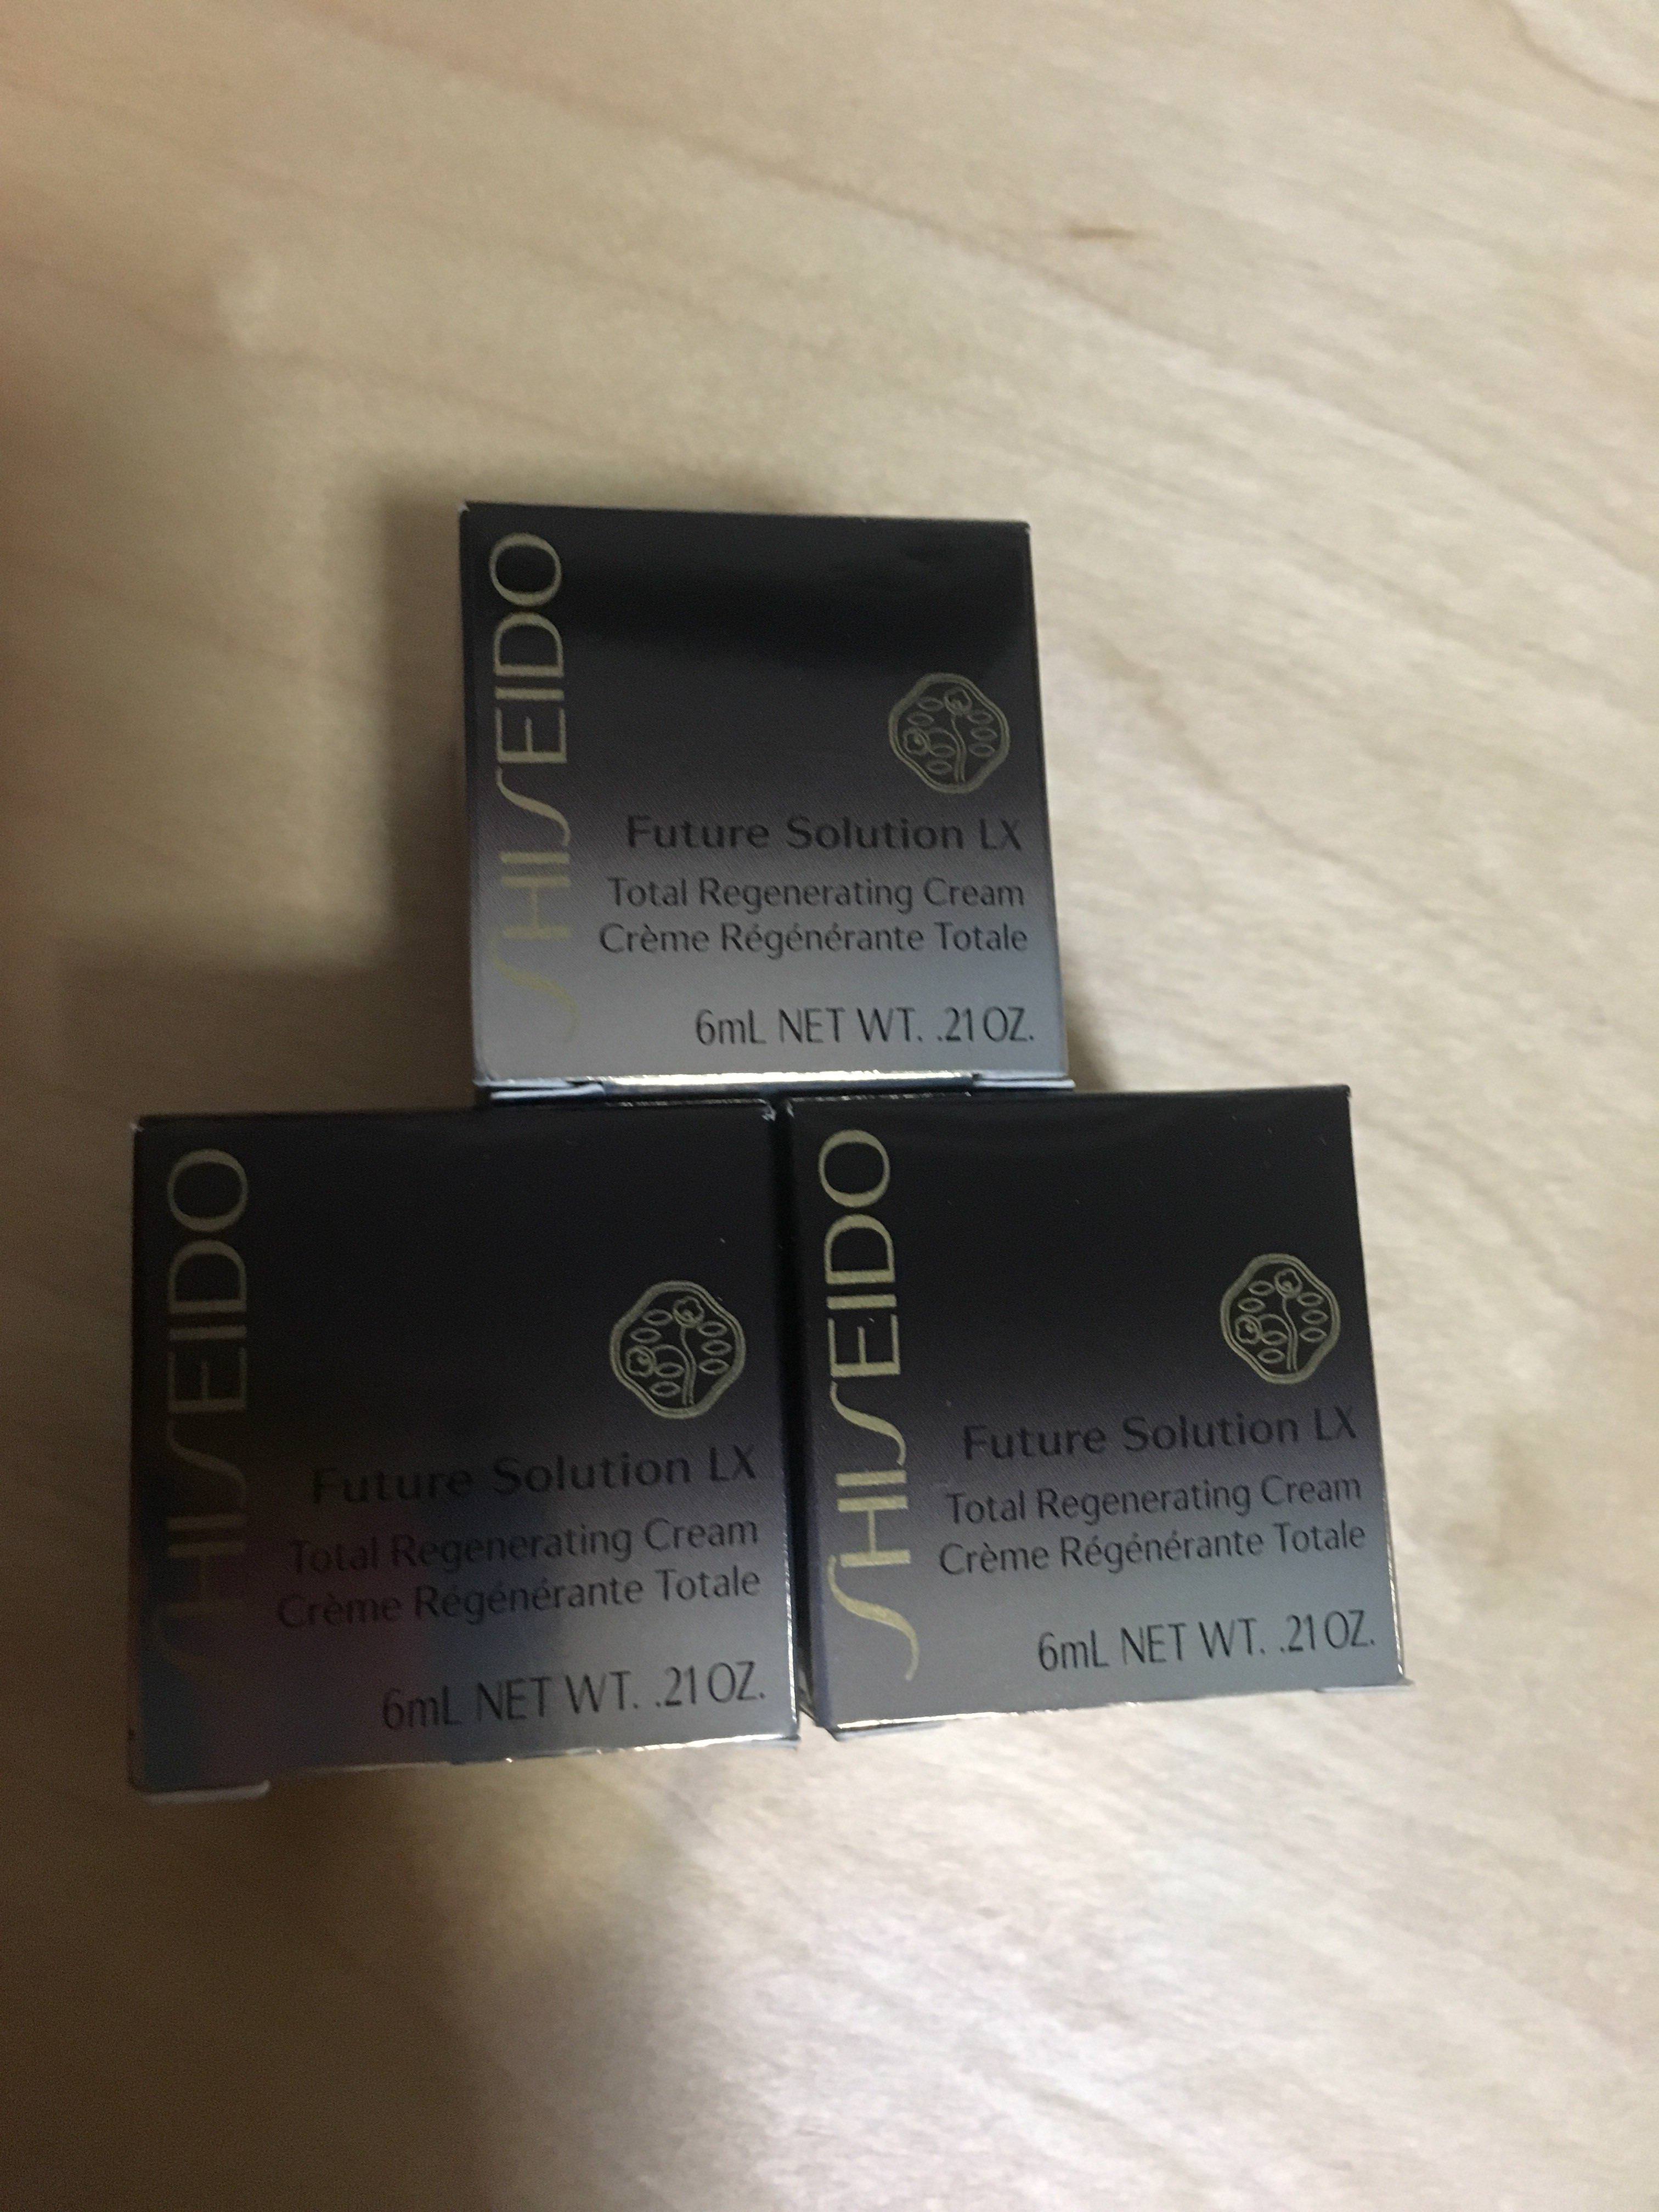 SHISEIDO
Future Solution LX
Total Regenerating Cream
Crème Régénérante Totale
6mL NET WT. .21 OZ.
SHISEIDO
Future Solution LX
Total Regenerating Cream
Crème Régénérante Totale
6mL NET WT. .21 OZ.
SHISEIDO
Future Solution LX
Total Regenerating Cream
Crème Régénérante Totale
6mL NET WT. .21 OZ.